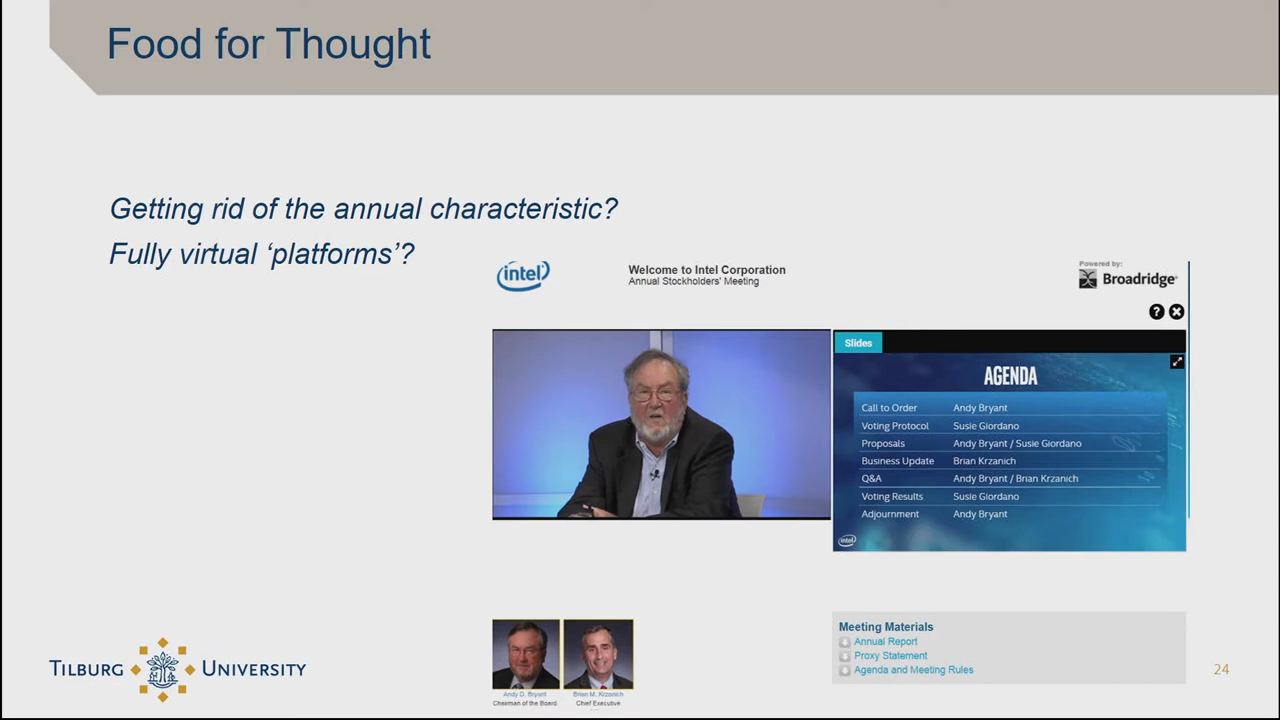 Food for Thought
Getting rid of the annual characteristic?
Fully virtual ‘platforms’?
intel
Welcome to Intel Corporation
Annual Stockholders' Meeting
Powered by:
Broadridge
Slides
AGENDA
Call to Order Andy Bryant
Voting Protocol Susie Giordano
Proposals Andy Bryant / Susie Giordano
Business Update Brian Krzanich
Q&A Andy Bryant / Brian Krzanich
Voting Results Susie Giordano
Adjournment Andy Bryant
intel
Andy D. Bryant
Chairman of the Board
Brian M. Krzanich
Chief Executive
Meeting Materials
Annual Report
Proxy Statement
Agenda and Meeting Rules
TILBURG UNIVERSITY
24